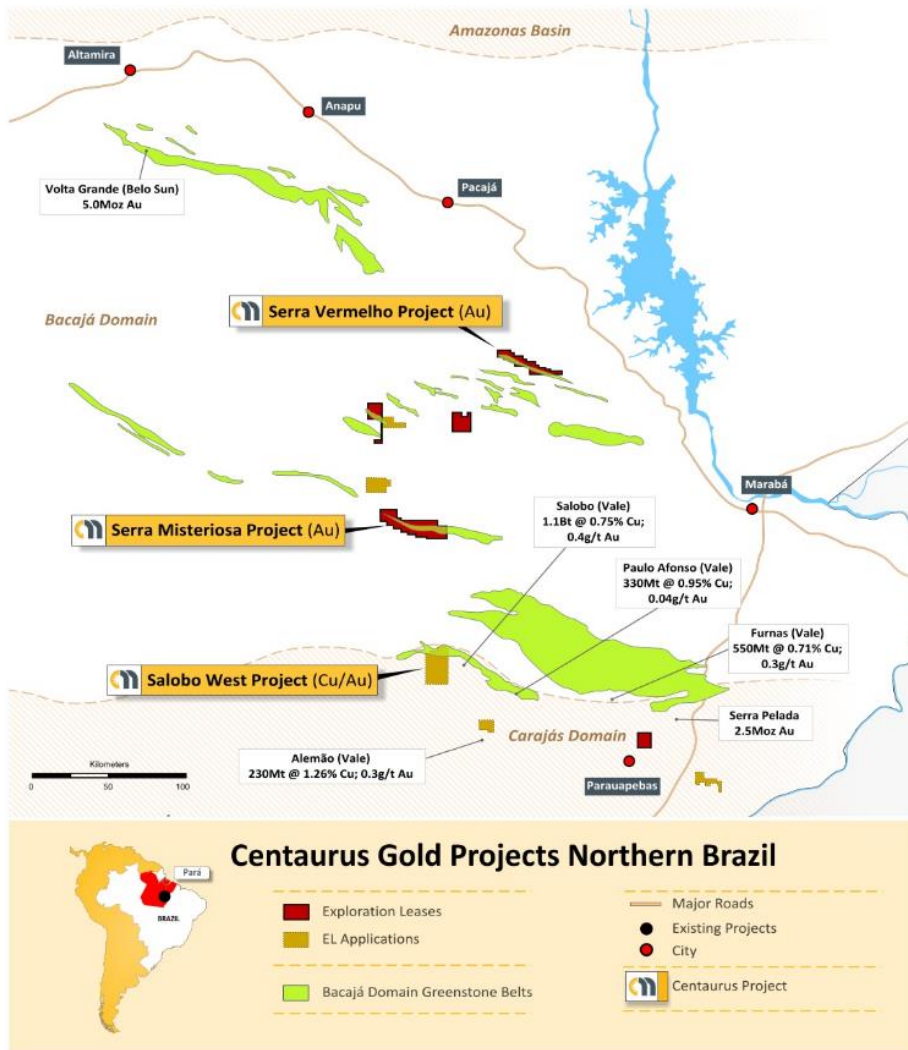 Amazonas Basin
Altamira
Anapu
Pacajá
Volta Grande (Belo Sun)
5.0Moz Au
Serra Vermelho Project (Au)
Bacajá Domain
Marabá
Salobo (Vale)
1.1Bt @ 0.75% Cu;
0.4g/t Au
Serra Misteriosa Project (Au)
Paulo Afonso (Vale)
330Mt @ 0.95% Cu;
0.04g/t Au
Furnas (Vale)
550Mt @ 0.71% Cu;
0.3g/t Au
Salobo West Project (Cu/Au)
Serra Pelada
2.5Moz Au
Carajás Domain
Alemão (Vale)
230Mt @ 1.26% Cu; 0.3g/t Au
Parauapebas
Kilometers
0 50 100
Centaurus Gold Projects Northern Brazil
Pará
BRAZIL
Exploration Leases
EL Applications
Bacajá Domain Greenstone Belts
Major Roads
Existing Projects
City
Centaurus Project